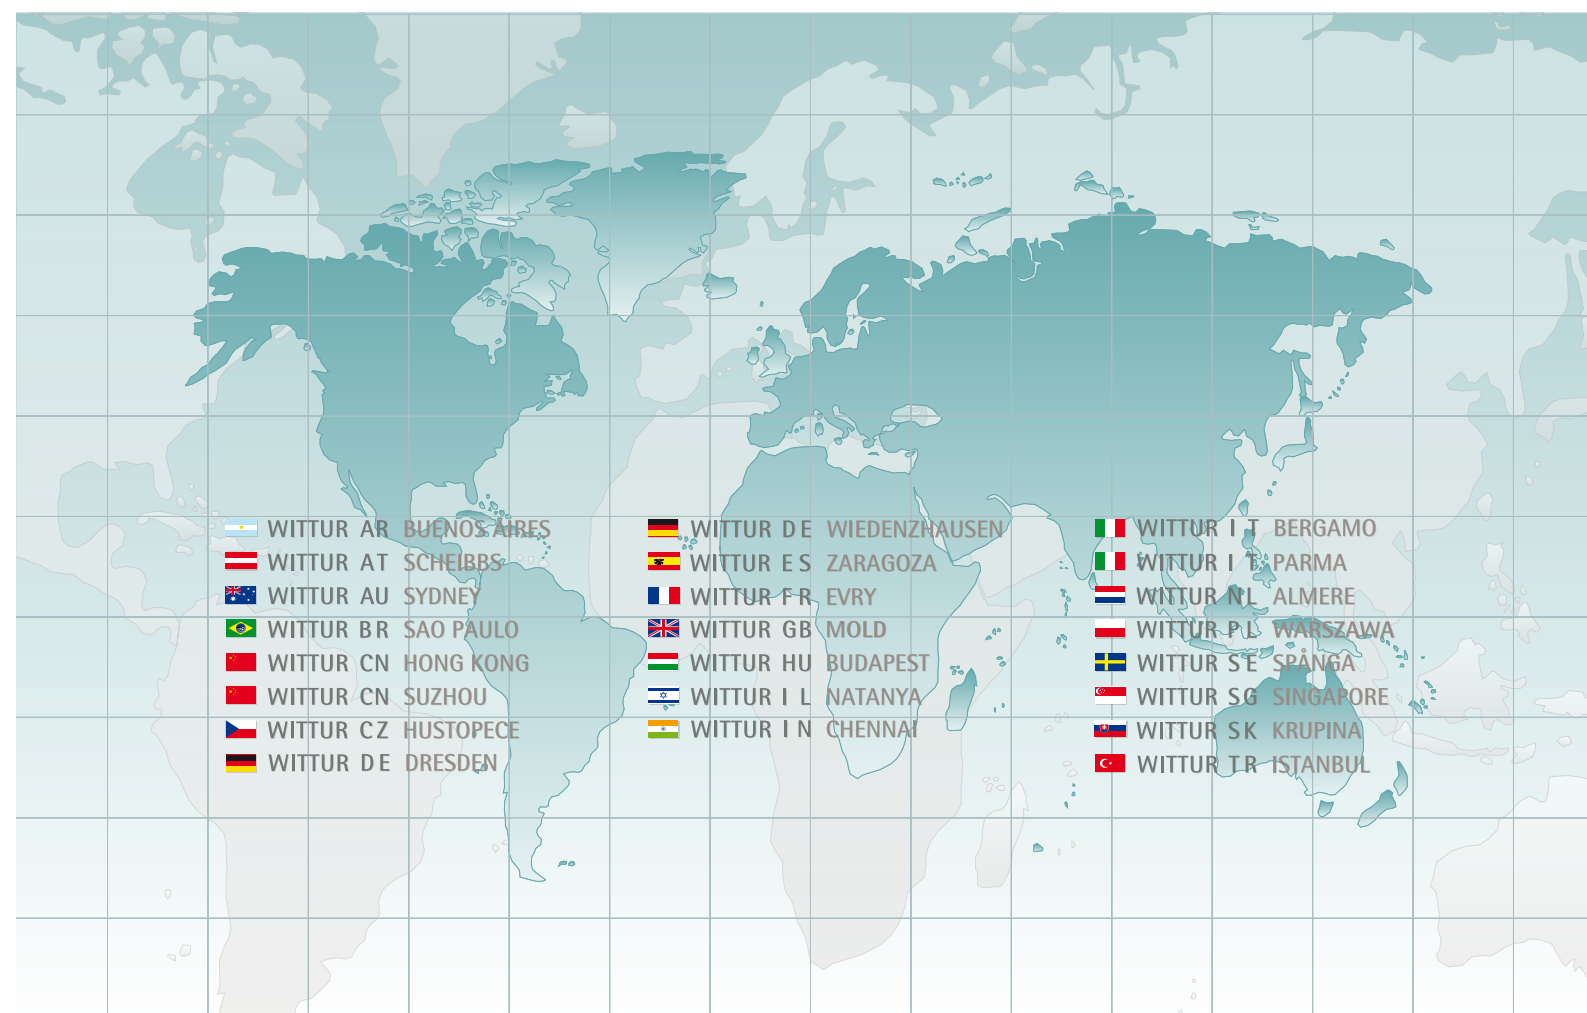 WITTUR AR BUENOS AIRES
WITTUR AT SCHEIBBS
WITTUR AU SYDNEY
WITTUR BR SAO PAULO
WITTUR CN HONG KONG
WITTUR CN SUZHOU
WITTUR CZ HUSTOPECE
WITTUR DE DRESDEN
WITTUR DE WIEDENZHAUSEN
WITTUR ES ZARAGOZA
WITTUR FR EVRY
WITTUR GB MOLD
WITTUR HU BUDAPEST
WITTUR IL NATANYA
WITTUR IN CHENNAI
WITTUR IT BERGAMO
WITTUR IT PARMA
WITTUR NL ALMERE
WITTUR PL WARSZAWA
WITTUR SE SPÅNGA
WITTUR SG SINGAPORE
WITTUR SK KRUPINA
WITTUR TR ISTANBUL